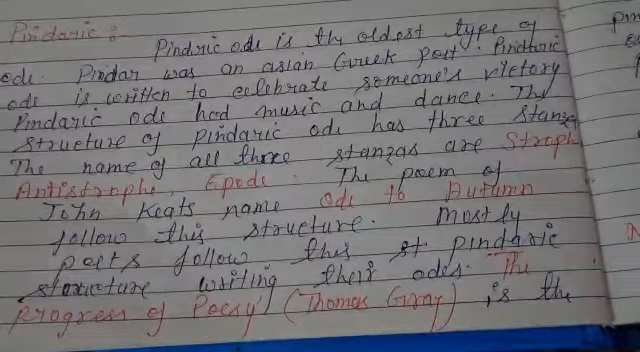 Pindaric :
Pindaric ode is the oldest type of
ode. Pindar was an asian Greek poet. Pindaric
ode is written to celibrate someone's victory
Pindaric ode had music and dance. The
structure of pindaric ode has three stanza
The name of all three stanzas are Stroph
Antistrophe, Epode. The poem of
John Keats name ode to Autumn
follow this structure. mostly
poets follow this st pindaric
structure writing their odes. The
progress of Poesy' (Thomas Gray) is the